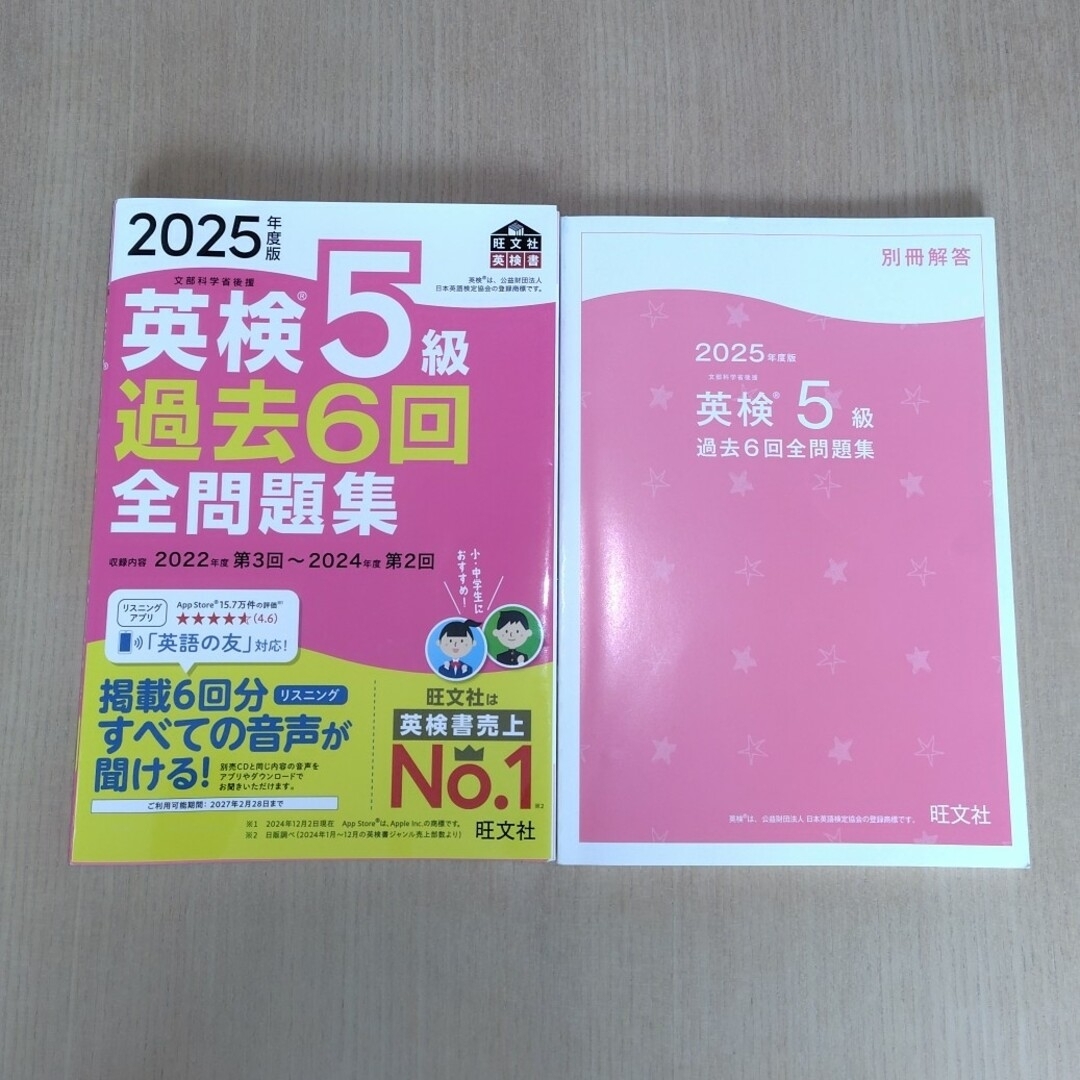 2025年度版
旺文社
英検書
文部科学省後援
英検®は、公益財団法人
日本英語検定協会の登録商標です。
英検®5級
過去6回
全問題集
収録内容 2022年度 第3回～2024年度 第2回
小・中学生に
おすすめ!
リスニング
アプリ
App Store®15.7万件の評価※1
★★★★★(4.6)
「英語の友」対応!
掲載6回分 リスニング
すべての音声が
聞ける!
別売CDと同じ内容の音声を
アプリやダウンロードで
お聞きいただけます。
ご利用可能期間:2027年2月28日まで
旺文社は
英検書売上
No.1※2
※1 2024年12月2日現在 App Store®は、Apple Inc.の商標です。
※2 日販調べ(2024年1月～12月の英検書ジャンル売上部数より)
旺文社
別冊解答
2025年度版
文部科学省後援
英検®5級
過去6回全問題集
英検®は、公益財団法人 日本英語検定協会の登録商標です。
旺文社